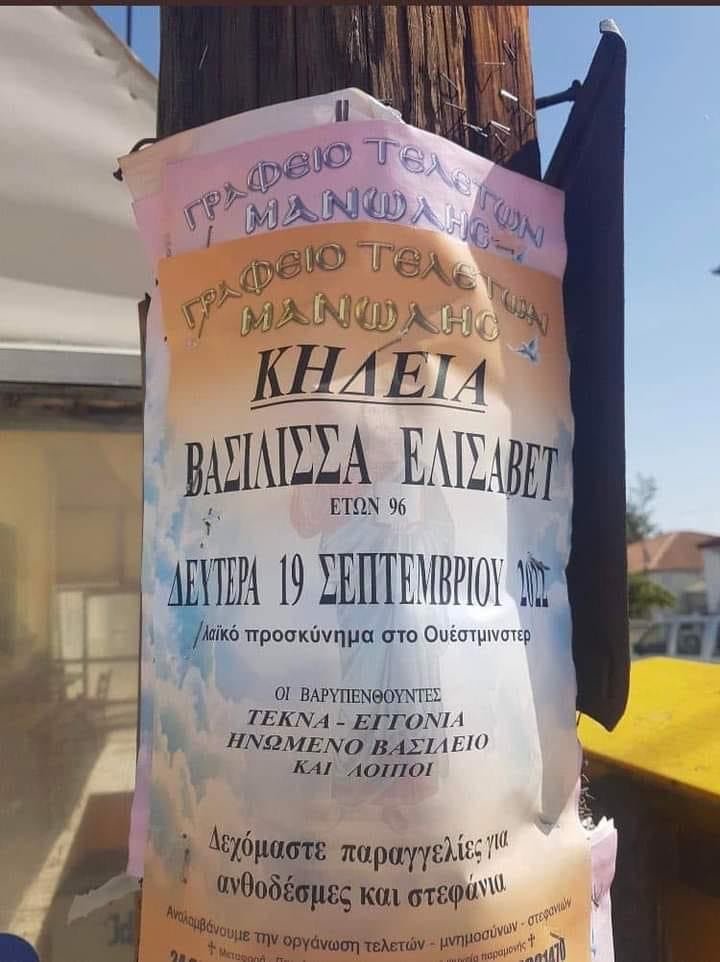 ΓΡΑΦΕΙΟ ΤΕΛΕΤΩΝ
ΜΑΝΩΛΗΣ
ΓΡΑΦΕΙΟ ΤΕΛΕΤΩΝ
ΜΑΝΩΛΗΣ
ΚΗΔΕΙΑ
ΒΑΣΙΛΙΣΣΑ ΕΛΙΣΑΒΕΤ
ΕΤΩΝ 96
ΔΕΥΤΕΡΑ 19 ΣΕΠΤΕΜΒΡΙΟΥ 2022
λαϊκό προσκύνημα στο Ουέστμινστερ
ΟΙ ΒΑΡΥΠΕΝΘΟΥΝΤΕΣ
ΤΕΚΝΑ - ΕΓΓΟΝΙΑ
ΗΝΩΜΕΝΟ ΒΑΣΙΛΕΙΟ
ΚΑΙ ΛΟΙΠΟΙ
Δεχόμαστε παραγγελίες για
ανθοδέσμες και στεφάνια
Αναλαμβάνουμε την οργάνωση τελετών - μνημοσύνων - στεφανιών
✝ Μεταφορά παραμονής ✝